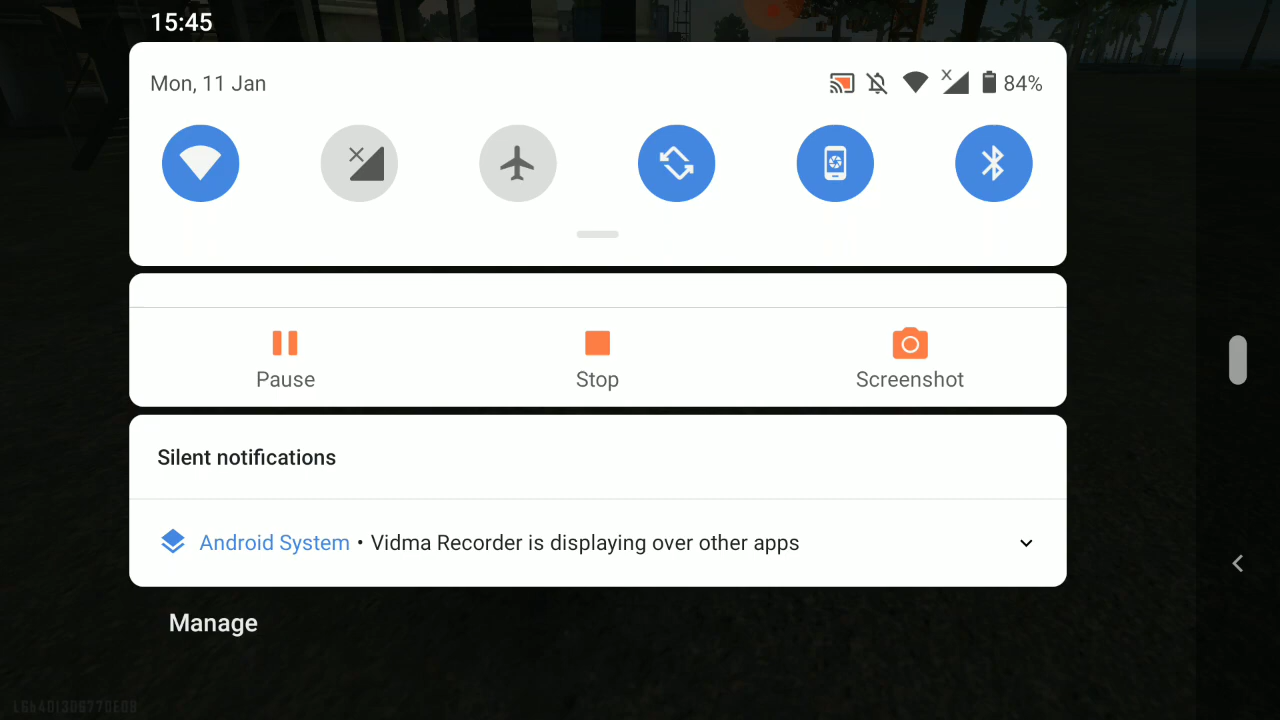 15:45
Mon, 11 Jan
84%
Pause
Stop
Screenshot
Silent notifications
Android System • Vidma Recorder is displaying over other apps
Manage